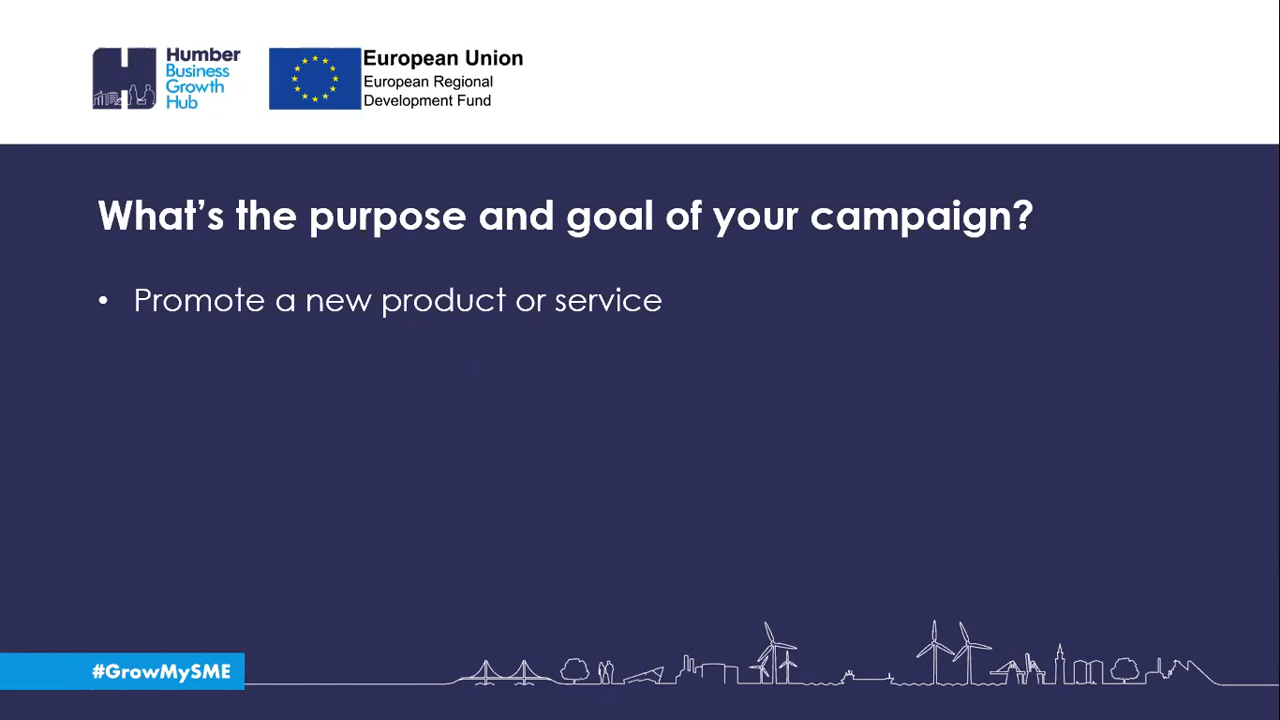 Humber
Business
Growth
Hub
European Union
European Regional
Development Fund
What's the purpose and goal of your campaign?
• Promote a new product or service
#GrowMySME